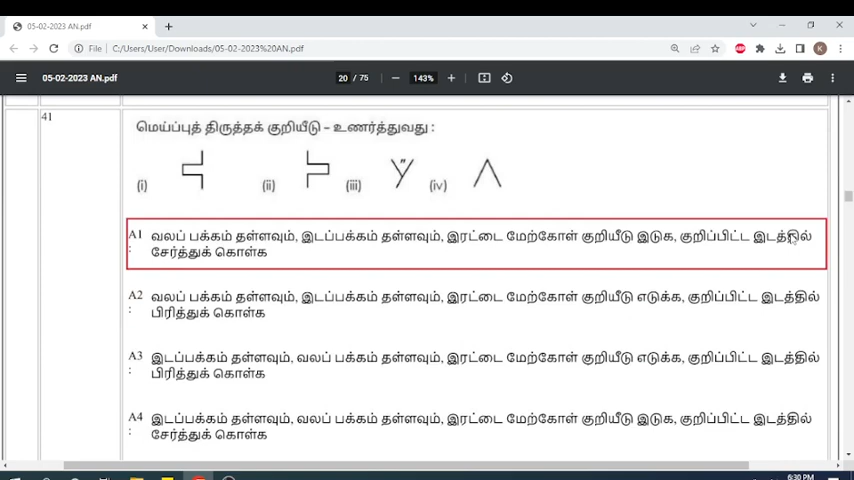 05-02-2023 AN.pdf
File
C:/Users/User/Downloads/05-02-2023%20AN.pdf
ABP
K
05-02-2023 AN.pdf
20 / 75
143%
41
மெய்ப்புத் திருத்தக் குறியீடு - உணர்த்துவது :
(i) (ii) (iii) (iv)
A1 வலப் பக்கம் தள்ளவும், இடப்பக்கம் தள்ளவும், இரட்டை மேற்கோள் குறியீடு இடுக, குறிப்பிட்ட இடத்தில்
: சேர்த்துக் கொள்க
A2 வலப் பக்கம் தள்ளவும், இடப்பக்கம் தள்ளவும், இரட்டை மேற்கோள் குறியீடு எடுக்க, குறிப்பிட்ட இடத்தில்
: பிரித்துக் கொள்க
A3 இடப்பக்கம் தள்ளவும், வலப் பக்கம் தள்ளவும், இரட்டை மேற்கோள் குறியீடு எடுக்க, குறிப்பிட்ட இடத்தில்
: பிரித்துக் கொள்க
A4 இடப்பக்கம் தள்ளவும், வலப் பக்கம் தள்ளவும், இரட்டை மேற்கோள் குறியீடு இடுக, குறிப்பிட்ட இடத்தில்
: சேர்த்துக் கொள்க
6:30 PM